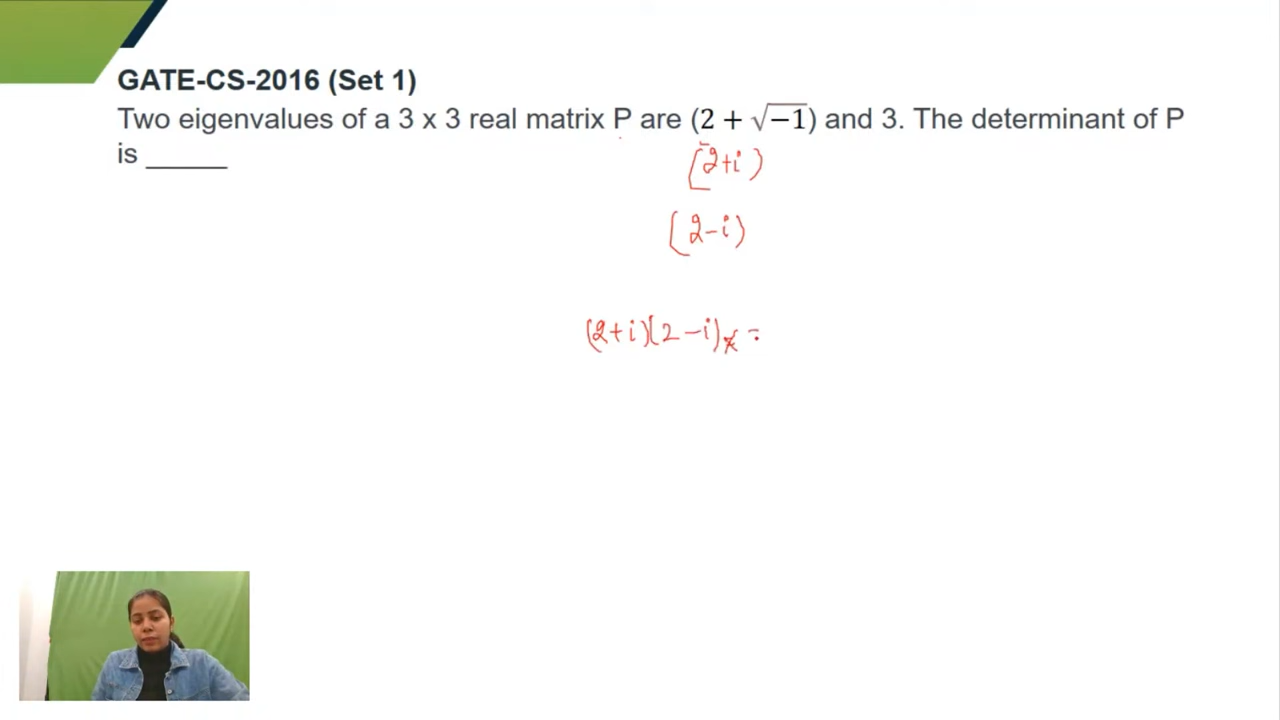 GATE-CS-2016 (Set 1)
Two eigenvalues of a 3 x 3 real matrix P are (2 + √−1) and 3. The determinant of P
is ______
(2+i)
(2-i)
(2+i)(2-i)* =